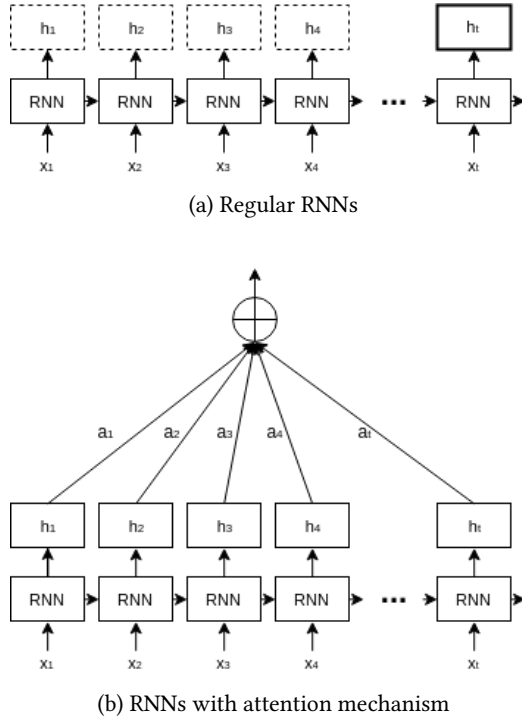 h₁ h₂ h₃ h₄ hₜ
RNN RNN RNN RNN ... RNN
x₁ x₂ x₃ x₄ xₜ
(a) Regular RNNs
a₁ a₂ a₃ a₄ aₜ
h₁ h₂ h₃ h₄ hₜ
RNN RNN RNN RNN ... RNN
x₁ x₂ x₃ x₄ xₜ
(b) RNNs with attention mechanism